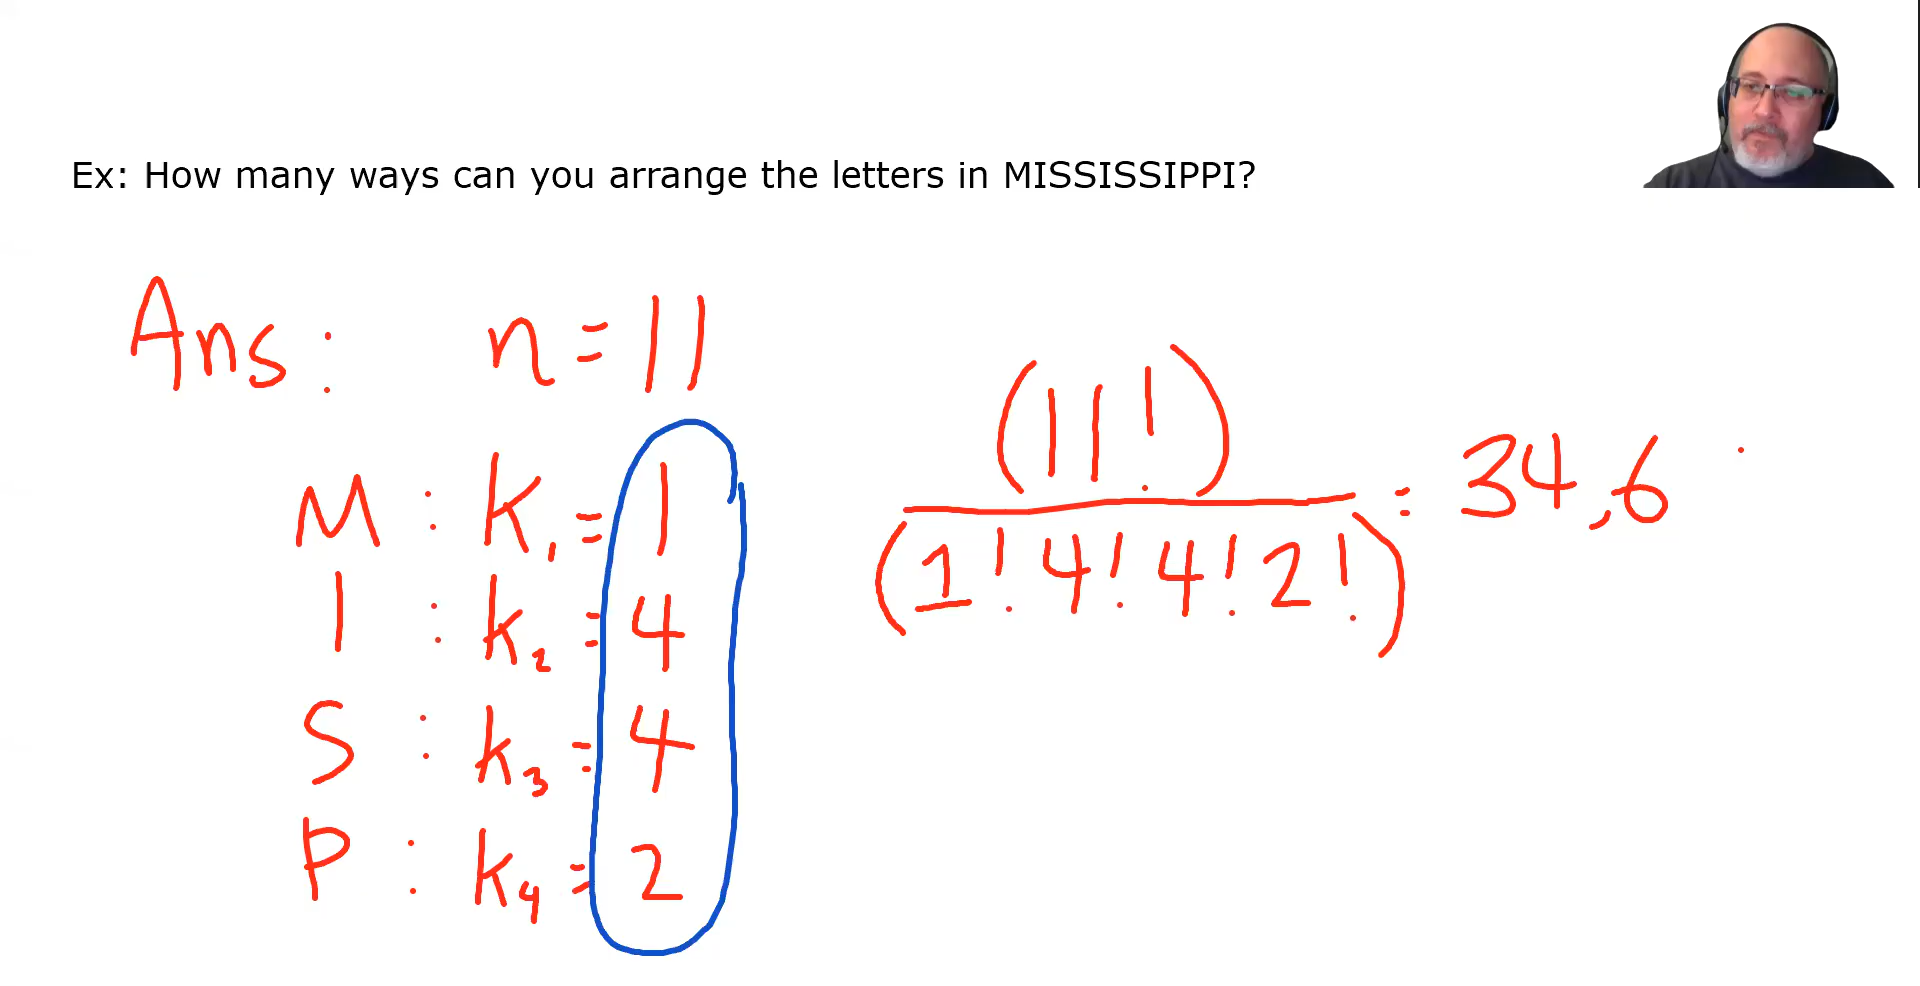 Ex: How many ways can you arrange the letters in MISSISSIPPI?
Ans: n=11
(11!)
(1!4!4!2!)
= 34,6
M : K₁ = 1
I : k₂ = 4
S : k₃ = 4
P : k₄ = 2